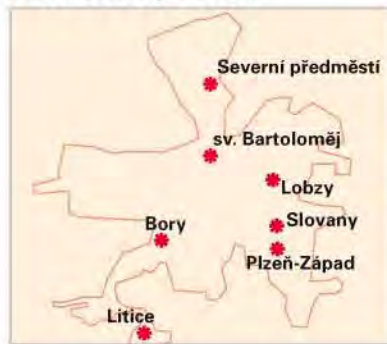 Severní předměstí
sv. Bartoloměj
Lobzy
Slovany
Bory
Plzeň-Západ
Litice